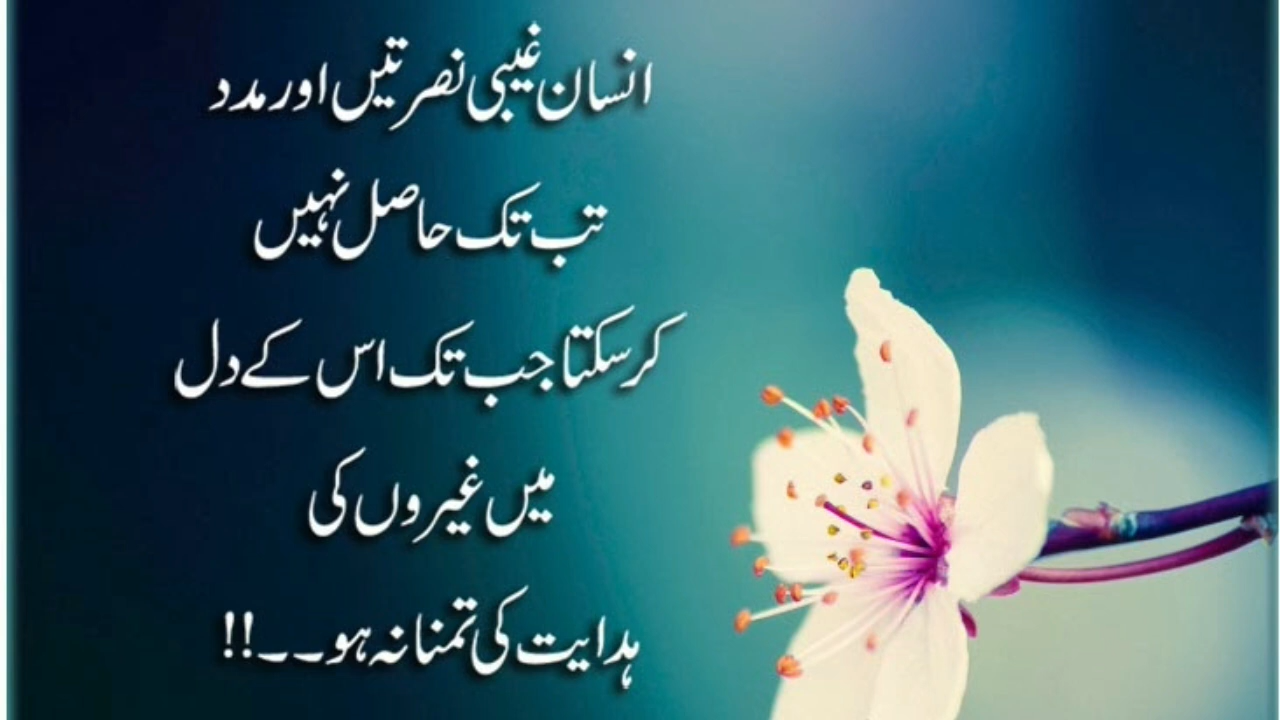 انسان غیبی نصرتیں اور مدد
تب تک حاصل نہیں
کر سکتا جب تک اس کے دل
میں غیروں کی
ہدایت کی تمنا نہ ہو۔۔!!